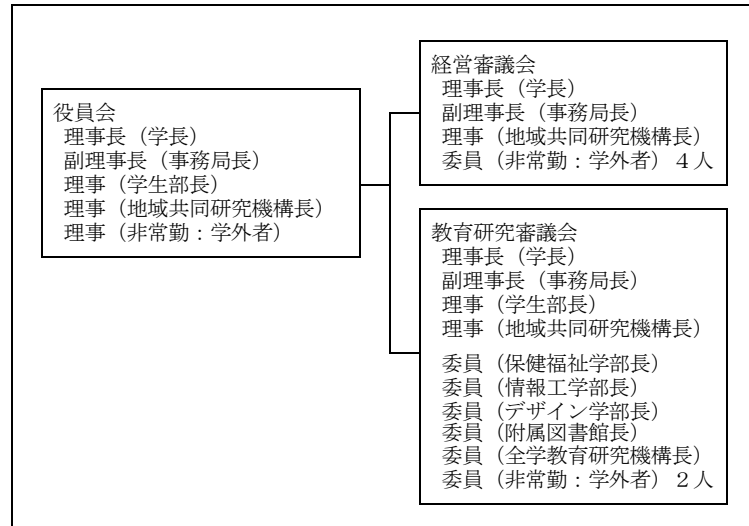 役員会
理事長（学長）
副理事長（事務局長）
理事（学生部長）
理事（地域共同研究機構長）
理事（非常勤：学外者）
経営審議会
理事長（学長）
副理事長（事務局長）
理事（地域共同研究機構長）
委員（非常勤：学外者）４人
教育研究審議会
理事長（学長）
副理事長（事務局長）
理事（学生部長）
理事（地域共同研究機構長）
委員（保健福祉学部長）
委員（情報工学部長）
委員（デザイン学部長）
委員（附属図書館長）
委員（全学教育研究機構長）
委員（非常勤：学外者）２人